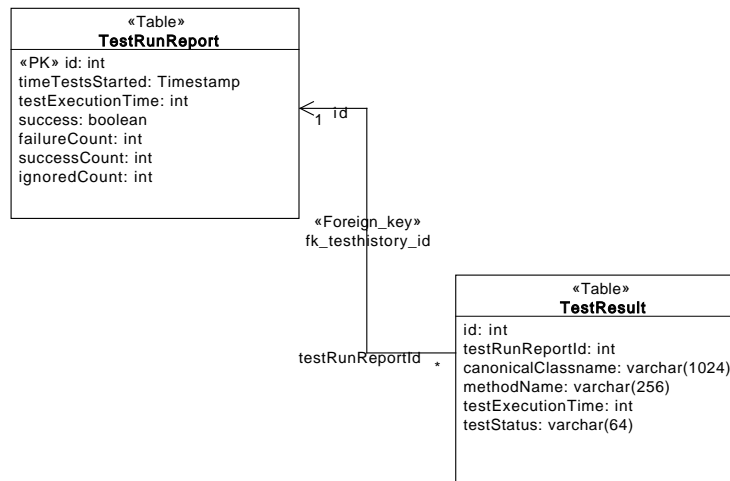 «Table»
TestRunReport
«PK» id: int
timeTestsStarted: Timestamp
testExecutionTime: int
success: boolean
failureCount: int
successCount: int
ignoredCount: int
1 id
«Foreign_key»
fk_testhistory_id
testRunReportId *
«Table»
TestResult
id: int
testRunReportId: int
canonicalClassname: varchar(1024)
methodName: varchar(256)
testExecutionTime: int
testStatus: varchar(64)